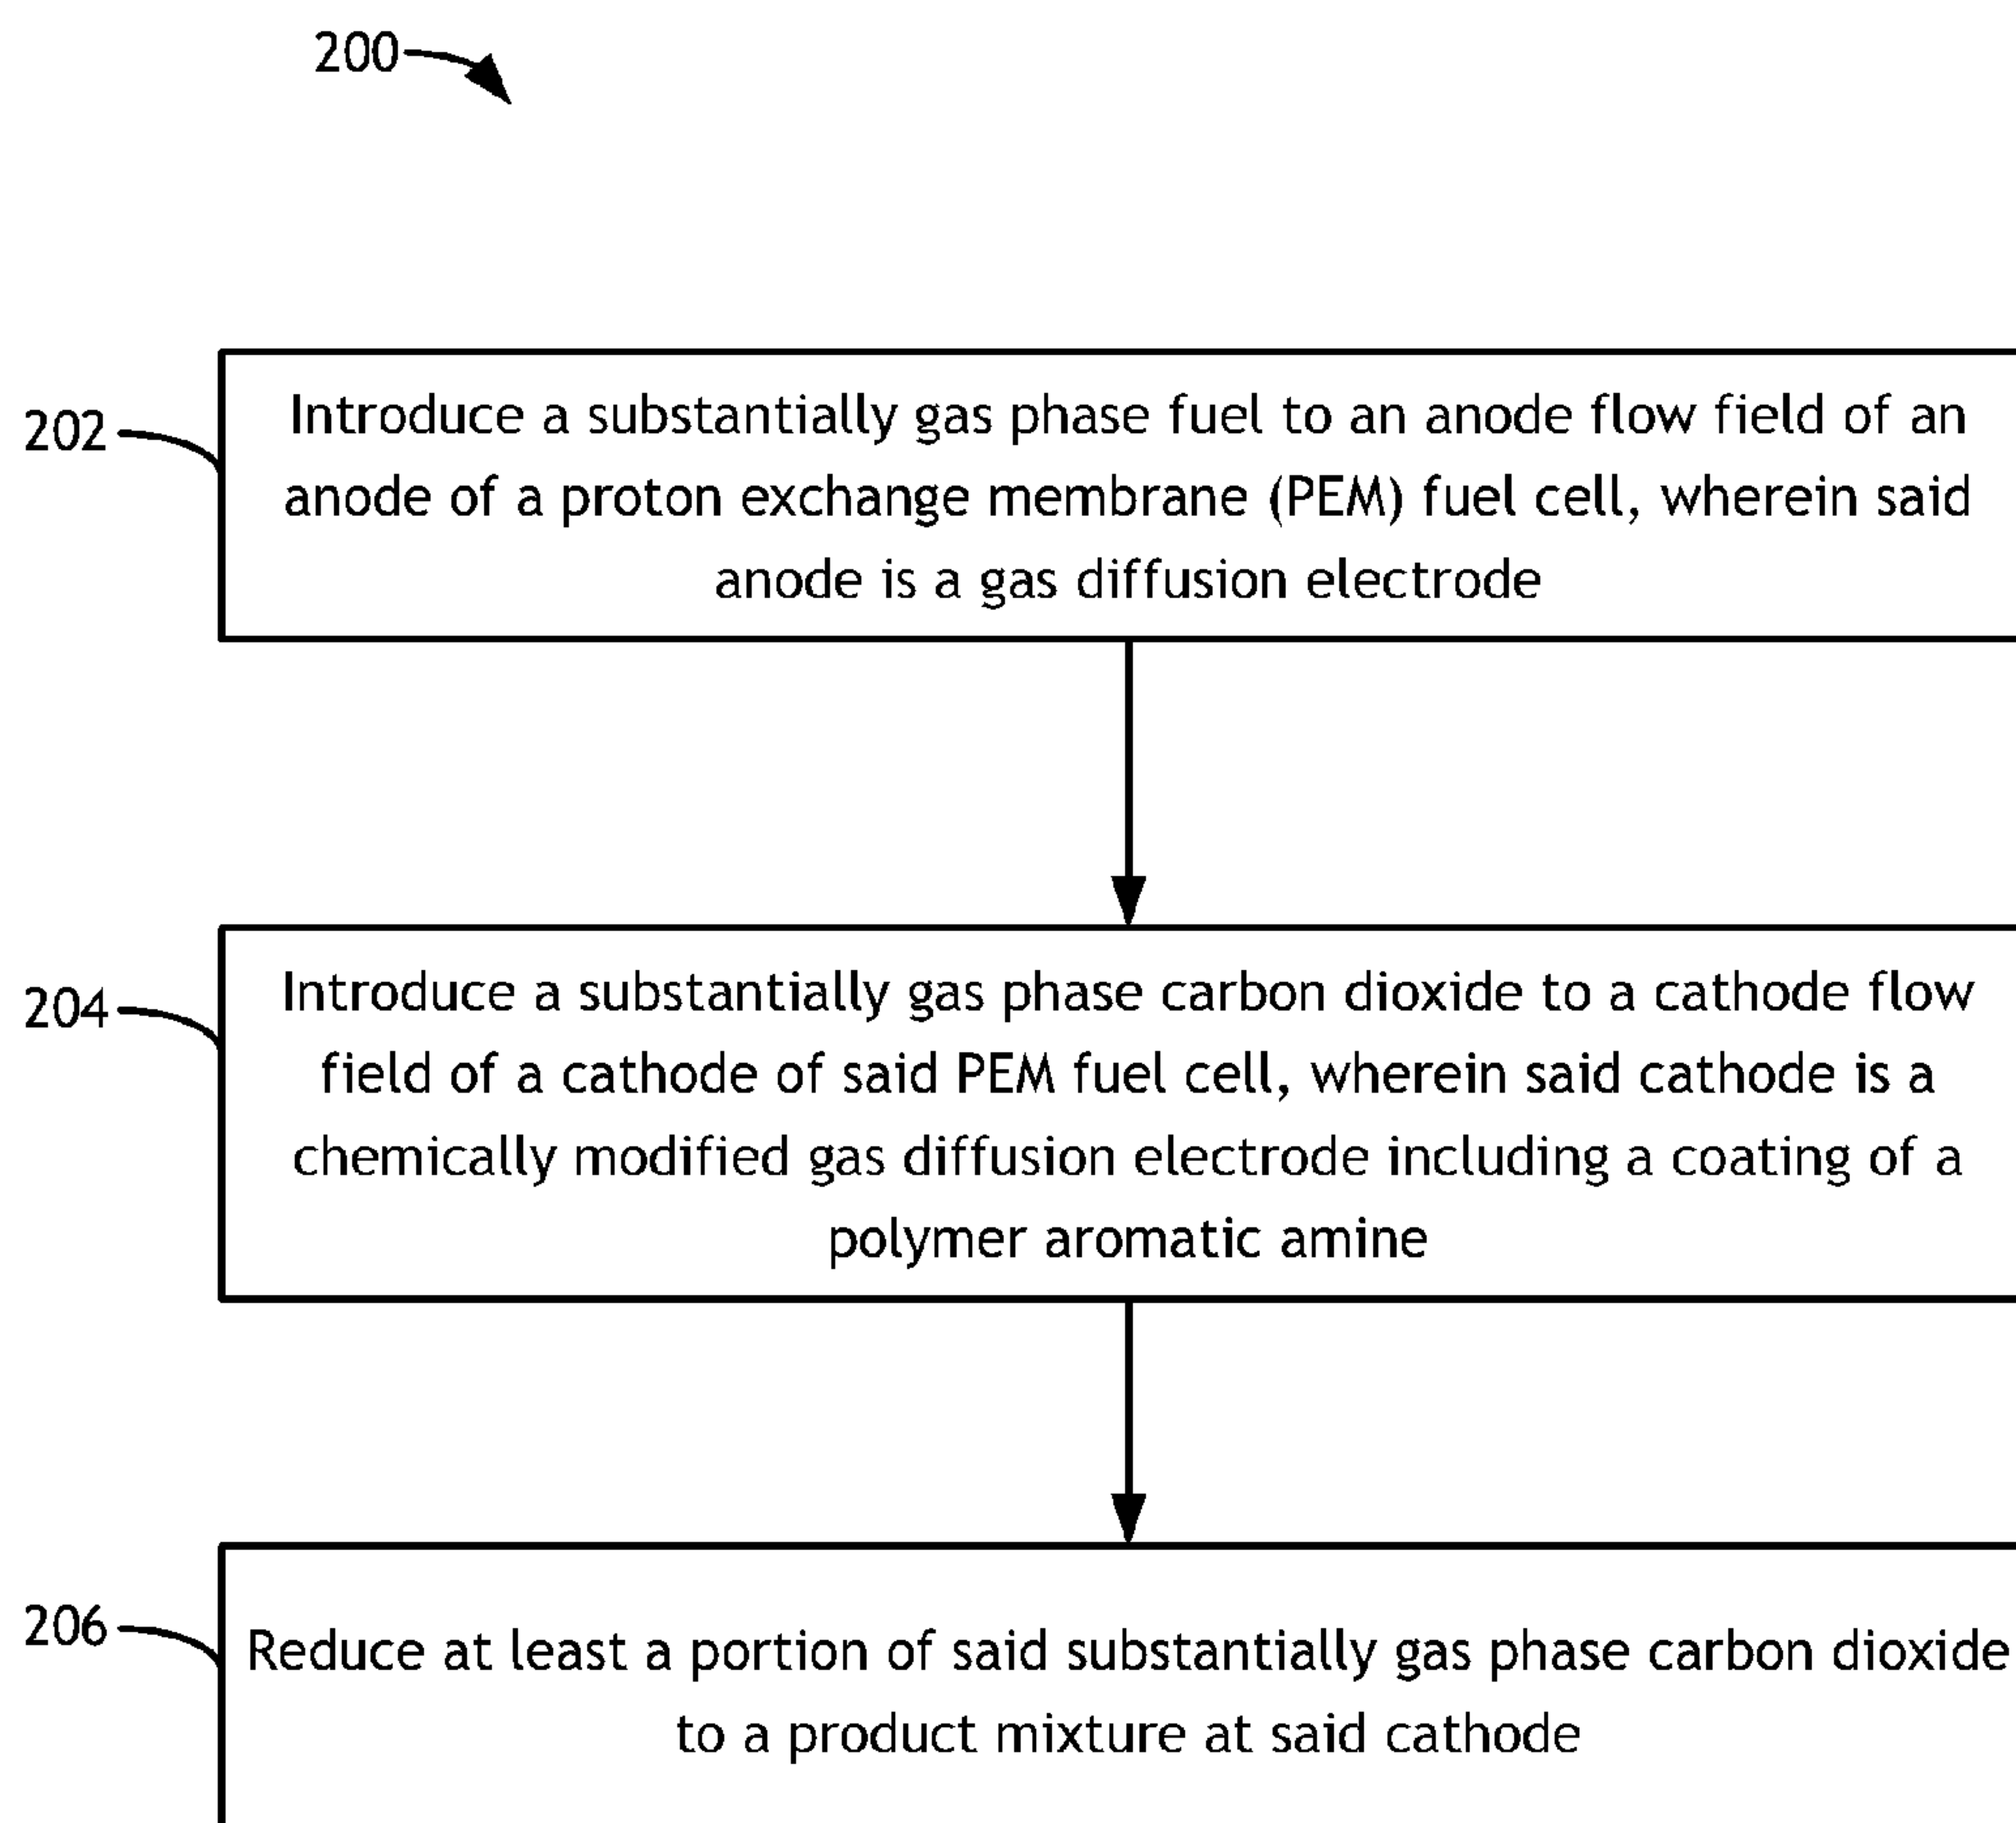 200
202
Introduce a substantially gas phase fuel to an anode flow field of an
anode of a proton exchange membrane (PEM) fuel cell, wherein said
anode is a gas diffusion electrode
204
Introduce a substantially gas phase carbon dioxide to a cathode flow
field of a cathode of said PEM fuel cell, wherein said cathode is a
chemically modified gas diffusion electrode including a coating of a
polymer aromatic amine
206
Reduce at least a portion of said substantially gas phase carbon dioxide
to a product mixture at said cathode